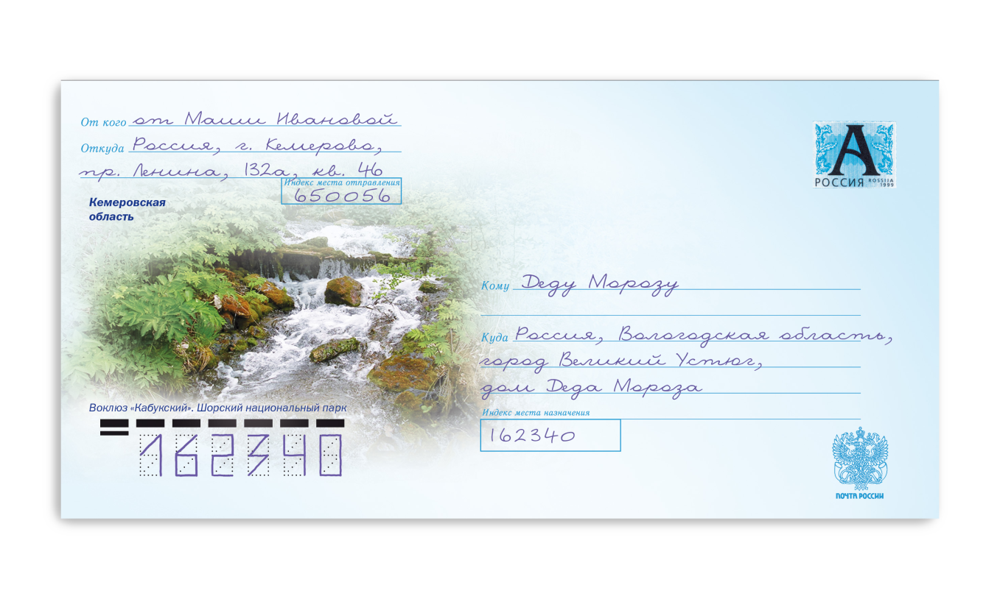 От кого от Маши Ивановой
Откуда Россия, г. Кемерово,
пр. Ленина, 132а, кв. 46
Индекс места отправления
650056
Кемеровская
область
А
РОССИЯ ROSSIJA
1999
Кому Деду Морозу
Куда Россия, Вологодская область,
город Великий Устюг,
дом Деда Мороза
Индекс места назначения
162340
Воклюз «Кабукский». Шорский национальный парк
162340
ПОЧТА РОССИИ